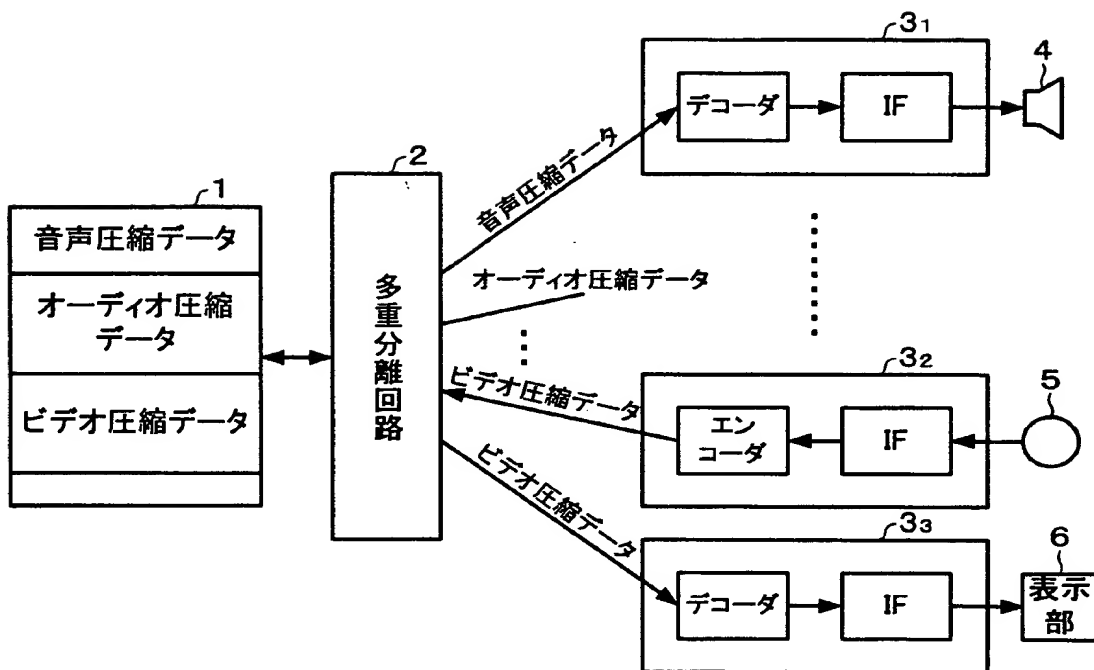 1
音声圧縮データ
オーディオ圧縮
データ
ビデオ圧縮データ
2
多重分離回路
音声圧縮データ
オーディオ圧縮データ
ビデオ圧縮データ
ビデオ圧縮データ
31
デコーダ
IF
4
32
エン
コーダ
IF
5
33
デコーダ
IF
6
表示
部